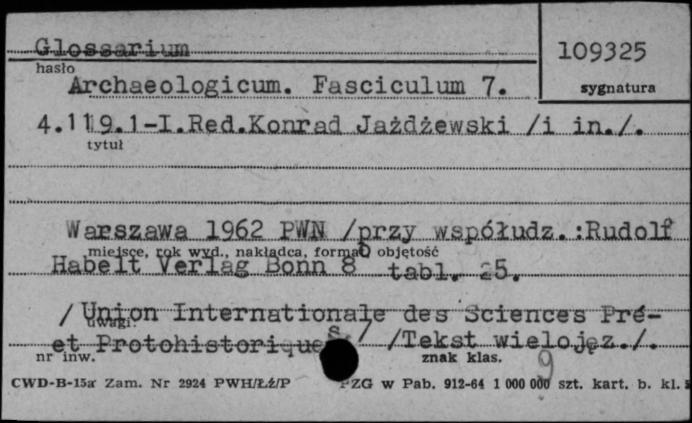 Glossarium
109325
hasło
sygnatura
Archaeologicum. Fasciculum 7.
4.119.1-I.Red.Konrad Jażdżewski /i in./.
tytuł
Warszawa 1962 PWN /przy współudz.:Rudolf
miejsce, rok wyd., nakładca, format, objętość
Habelt Verlag Bonn 8° tabl. 25.
/ Union Internationale des Sciences Pré-
uwagi:
et Protohistoriques./ /Tekst wielojęz./.
nr inw.
znak klas.
9
CWD-B-15a Zam. Nr 2924 PWH/Łź/P
PZG w Pab. 912-64 1 000 000 szt. kart. b. kl. 5